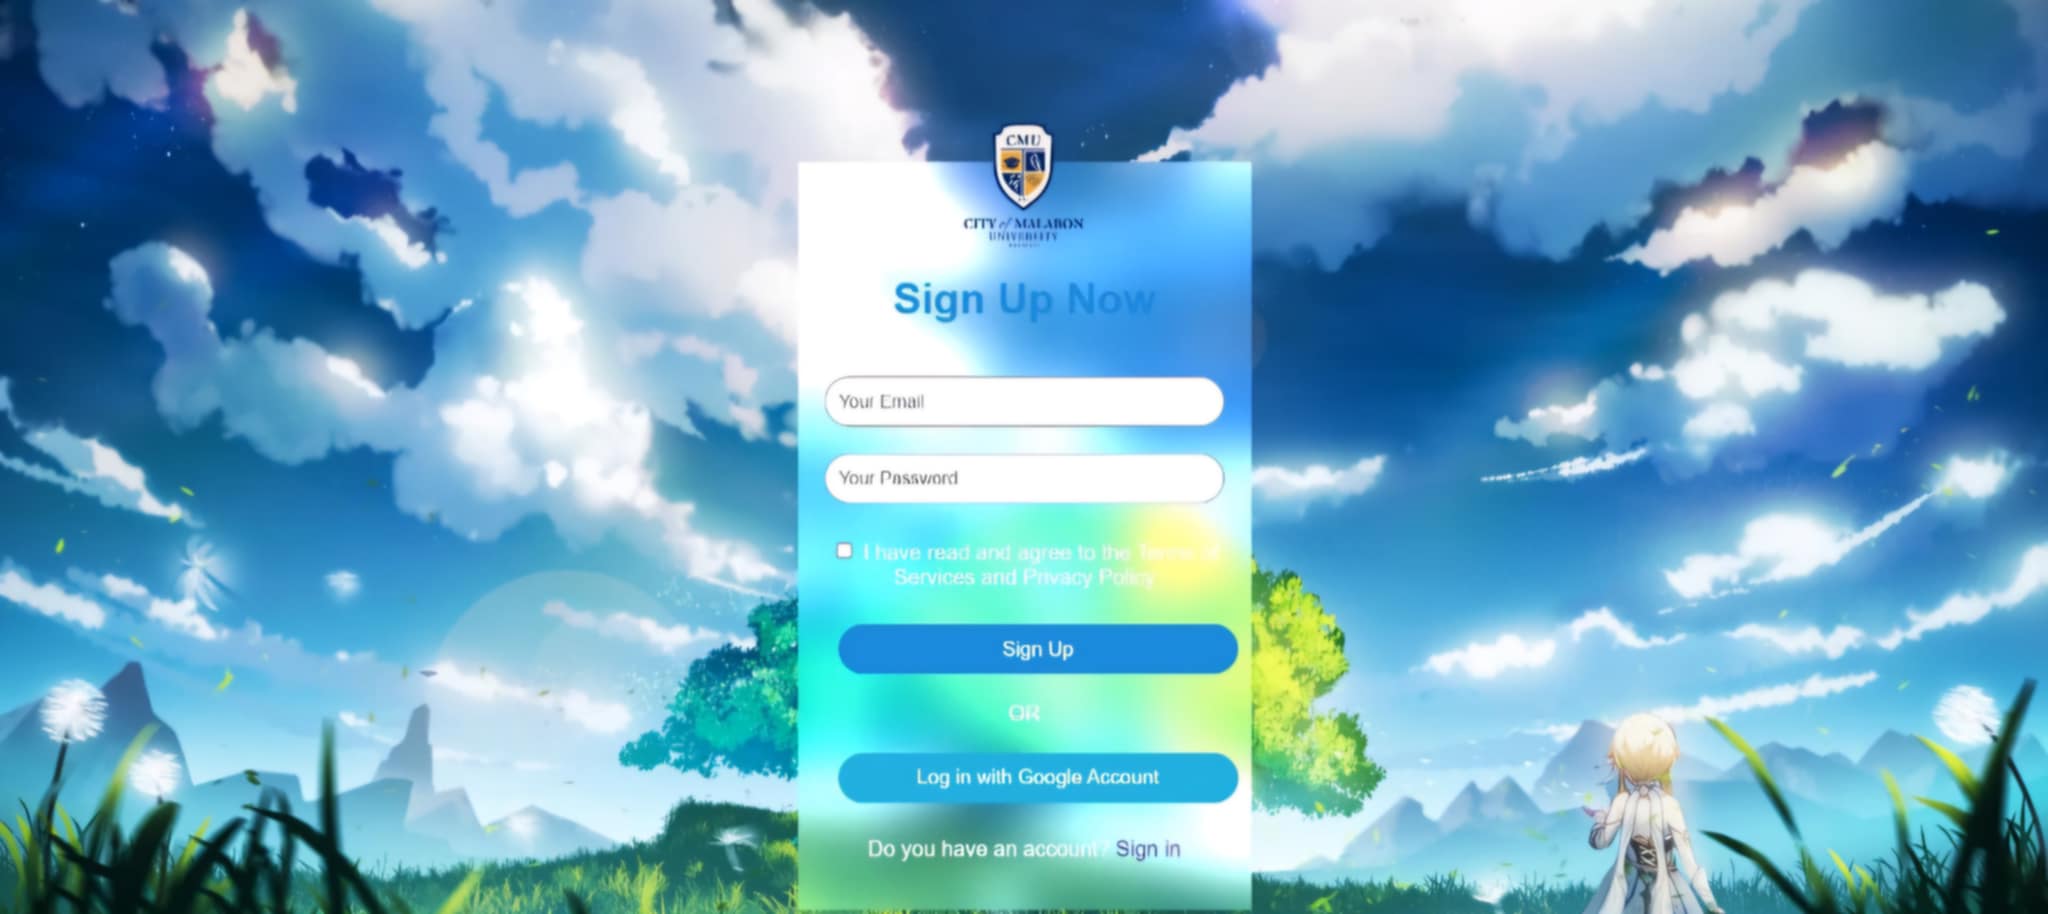 CMU
CITY of MALABON
UNIVERSITY
Sign Up Now
Your Email
Your Password
I have read and agree to the Terms of
Services and Privacy Policy
Sign Up
OR
Log in with Google Account
Do you have an account? Sign in